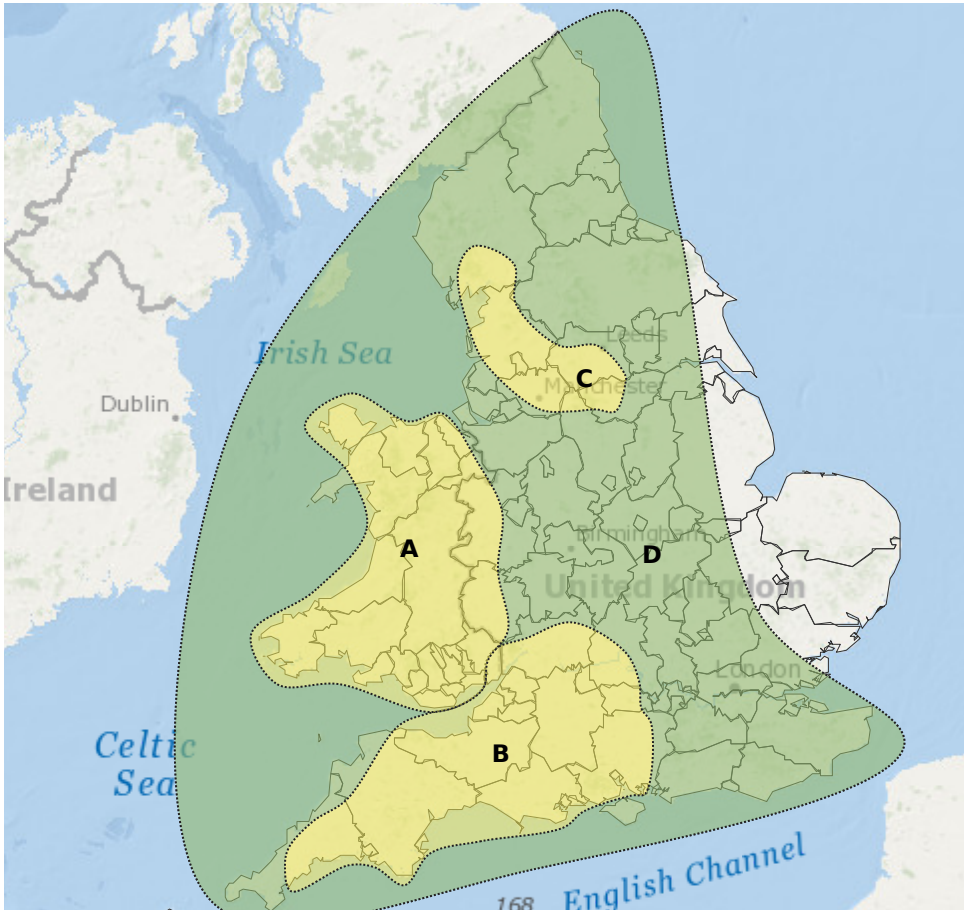 Leeds
Irish Sea
C
Manchester
Dublin
Ireland
Birmingham
A
D
United Kingdom
London
Celtic
Sea
B
English Channel
168